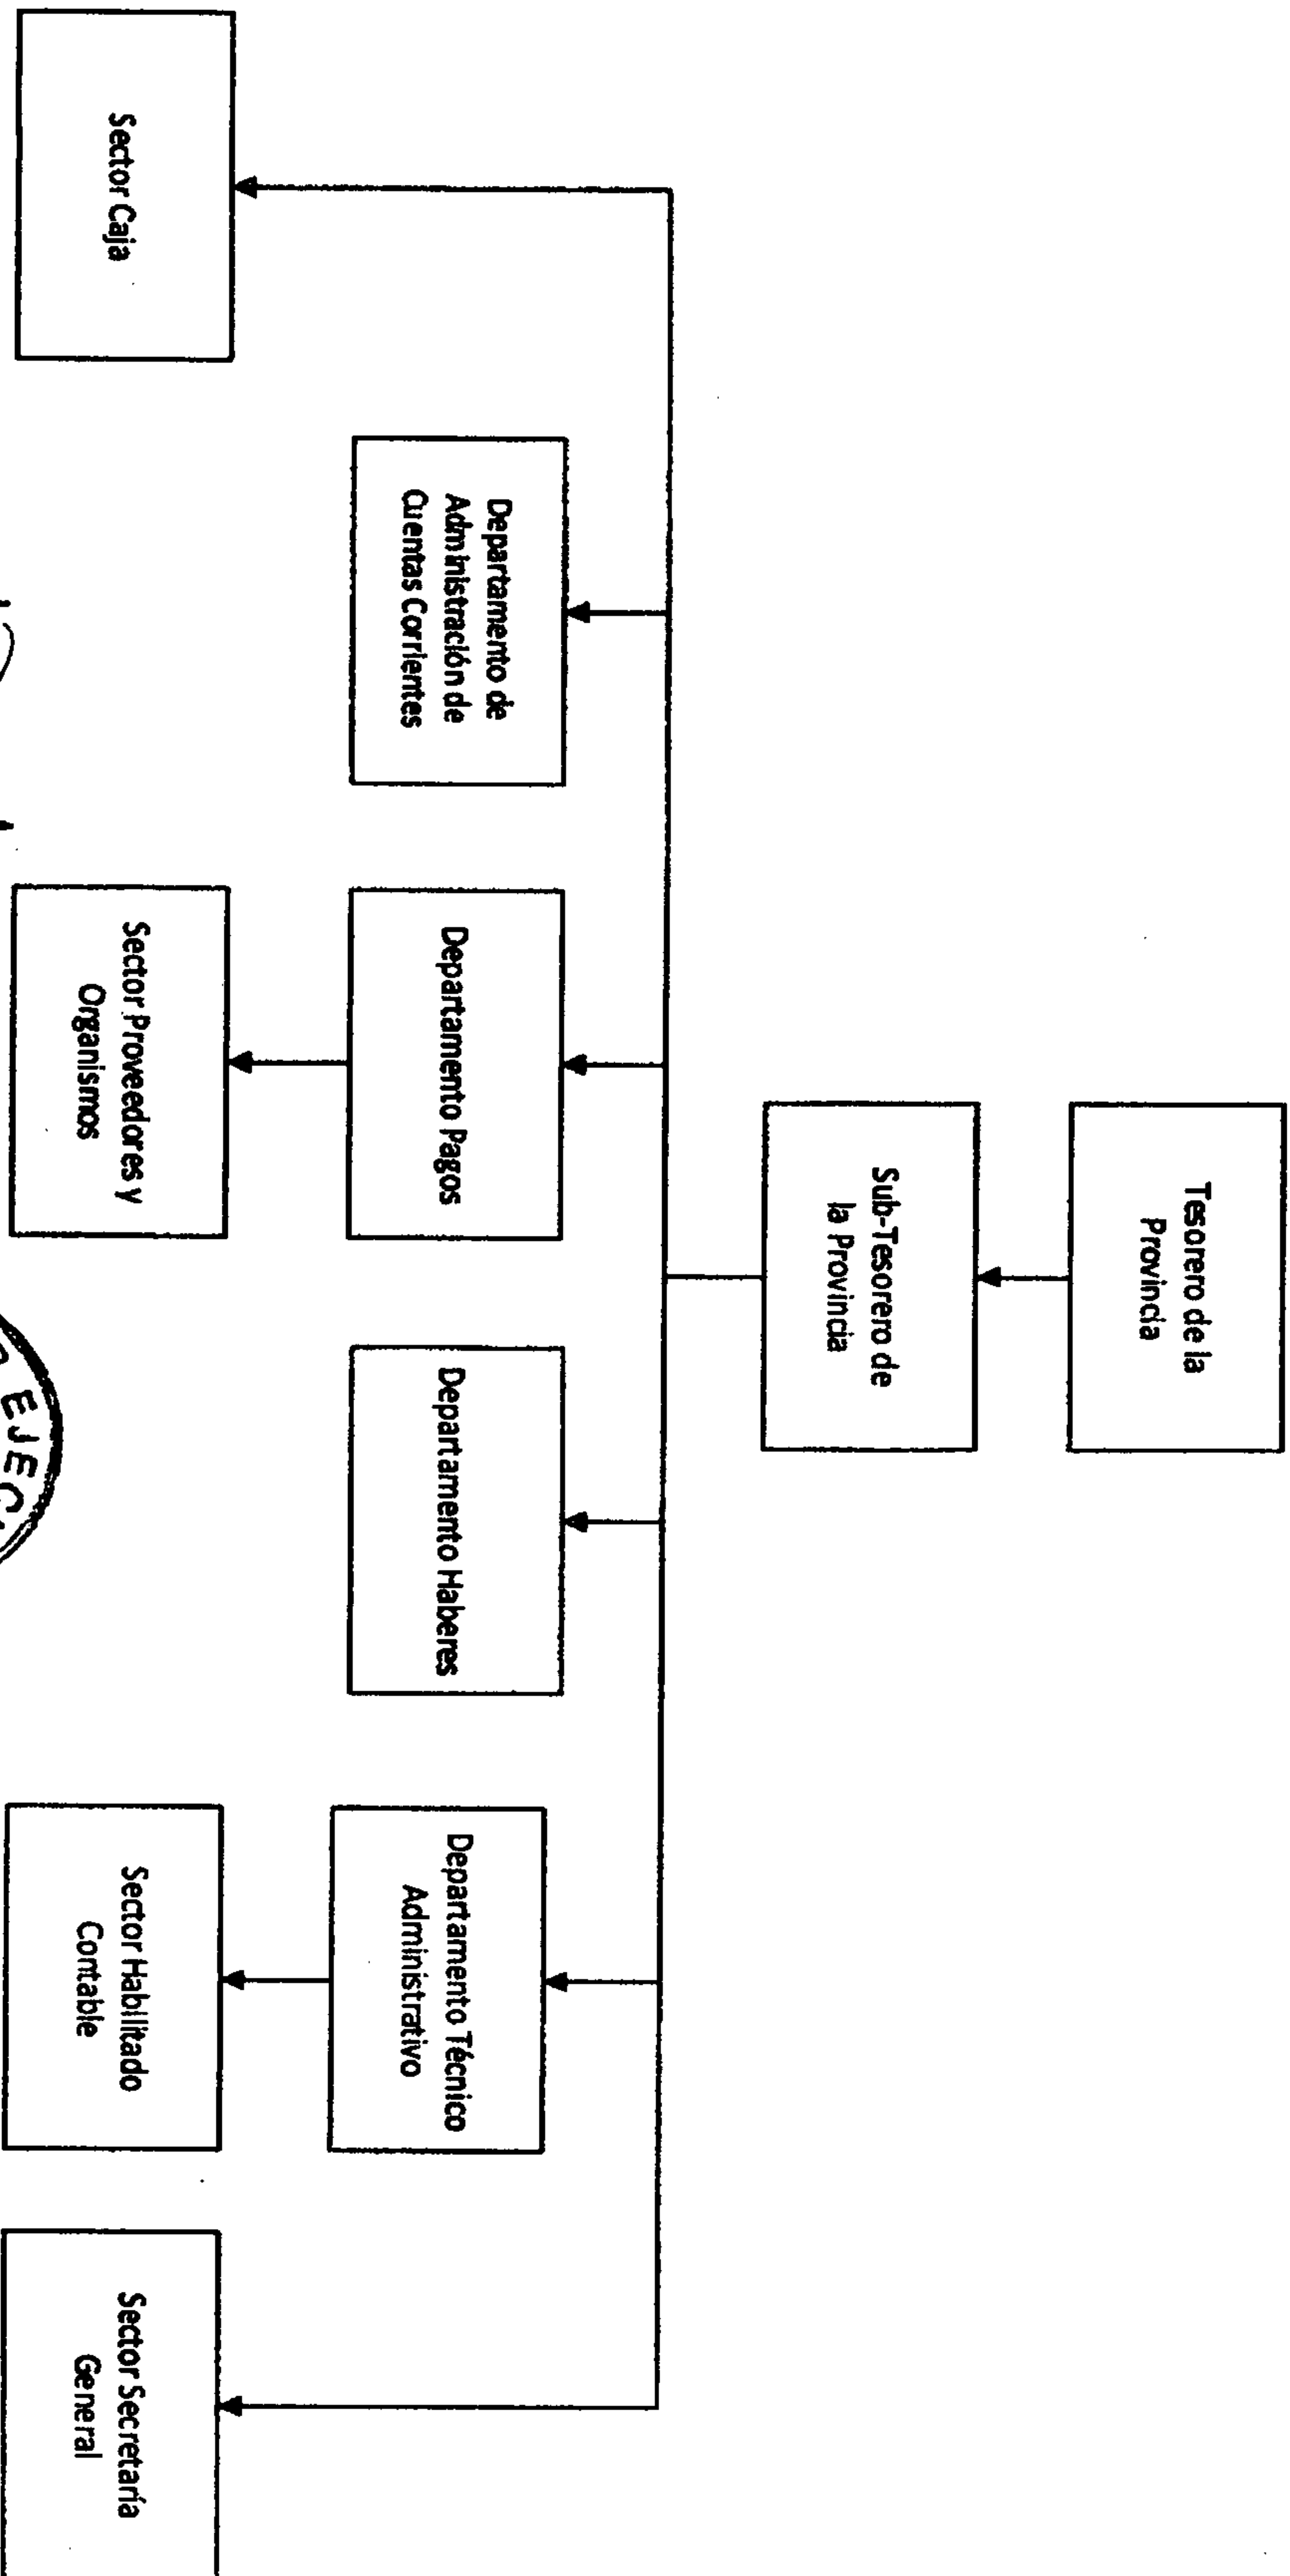 Tesorero de la
Provincia
Sub-Tesorero de
la Provincia
Departamento de
Administración de
Cuentas Corrientes
Departamento Pagos
Departamento Haberes
Departamento Técnico
Administrativo
Sector Caja
Sector Proveedores y
Organismos
Sector Habilitado
Contable
Sector Secretaría
General
EJEC